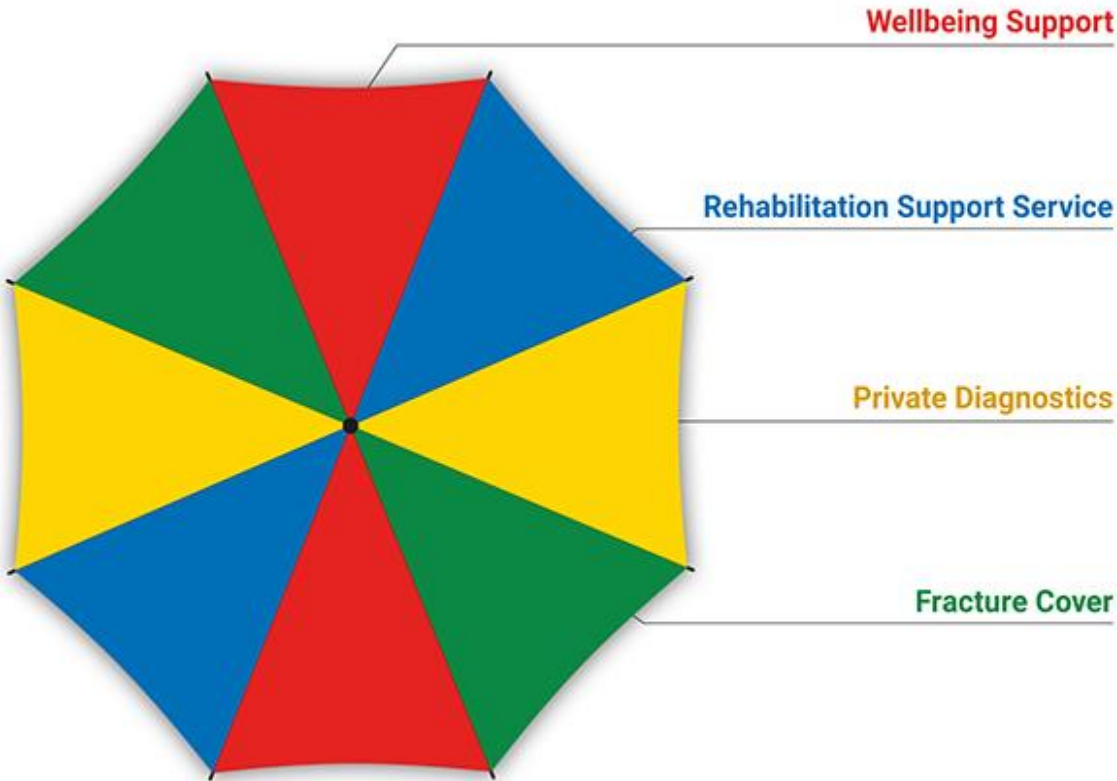 Wellbeing Support
Rehabilitation Support Service
Private Diagnostics
Fracture Cover